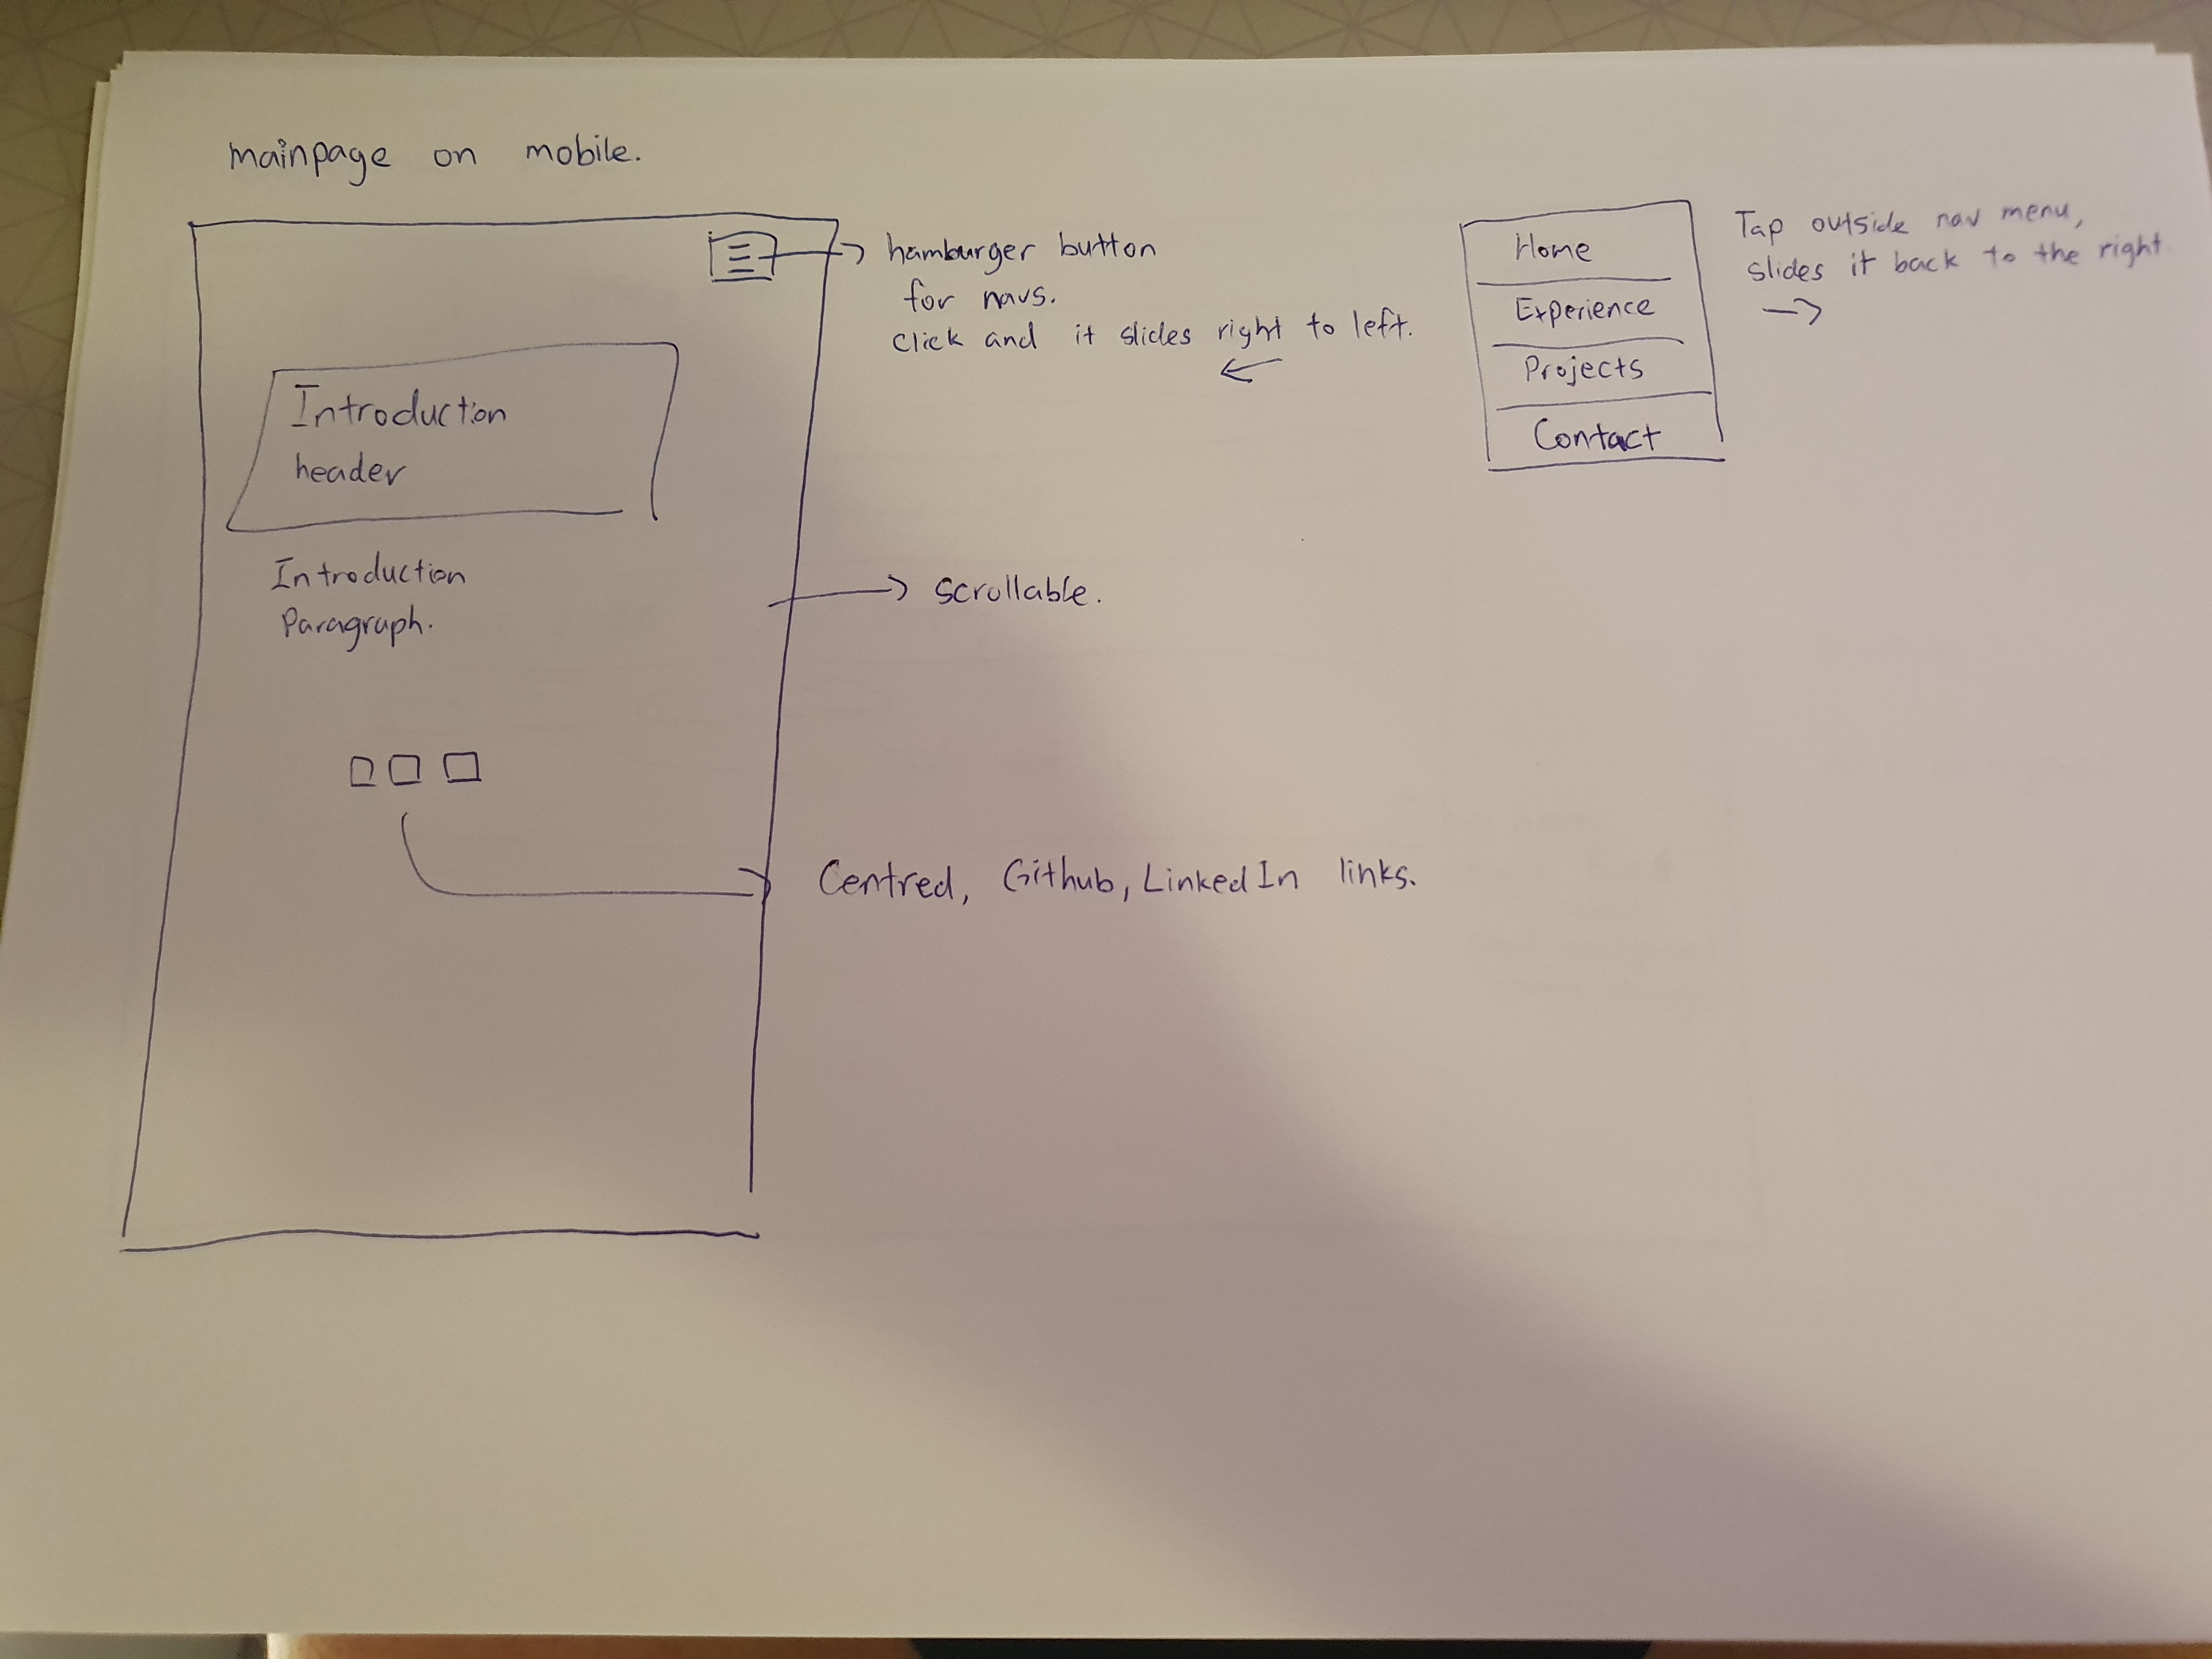 mainpage on mobile.
hamburger button
for navs.
click and it slides right to left.
Home
Experience
Projects
Contact
Tap outside nav menu,
slides it back to the right
Introduction
header
Introduction
Paragraph.
scrollable.
Centred, Github, LinkedIn links.